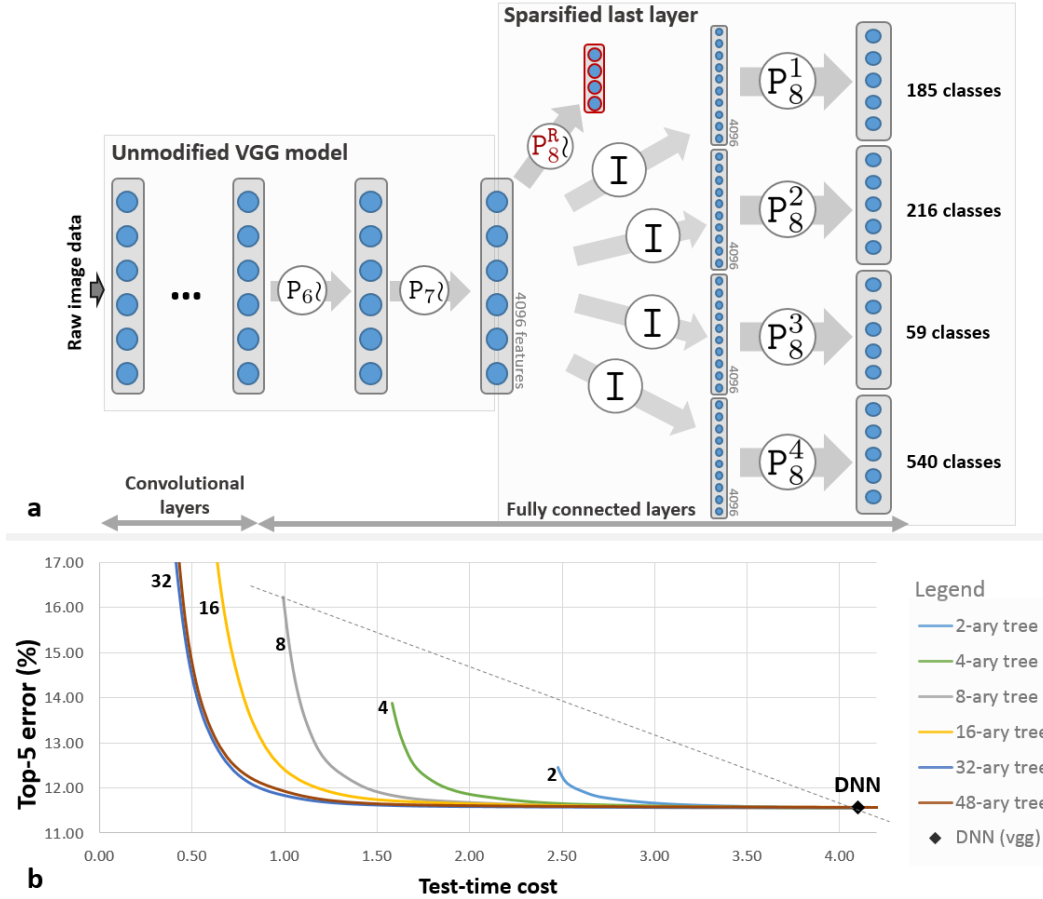 Sparsified last layer
Unmodified VGG model
Raw image data
...
P6≀
P7≀
4096 features
P8R≀
I
I
I
I
4096
4096
4096
4096
P81
P82
P83
P84
185 classes
216 classes
59 classes
540 classes
Convolutional
layers
Fully connected layers
a
17.00
16.00
15.00
14.00
13.00
12.00
11.00
Top-5 error (%)
32
16
8
4
2
DNN
0.00 0.50 1.00 1.50 2.00 2.50 3.00 3.50 4.00
Test-time cost
b
Legend
2-ary tree
4-ary tree
8-ary tree
16-ary tree
32-ary tree
48-ary tree
DNN (vgg)